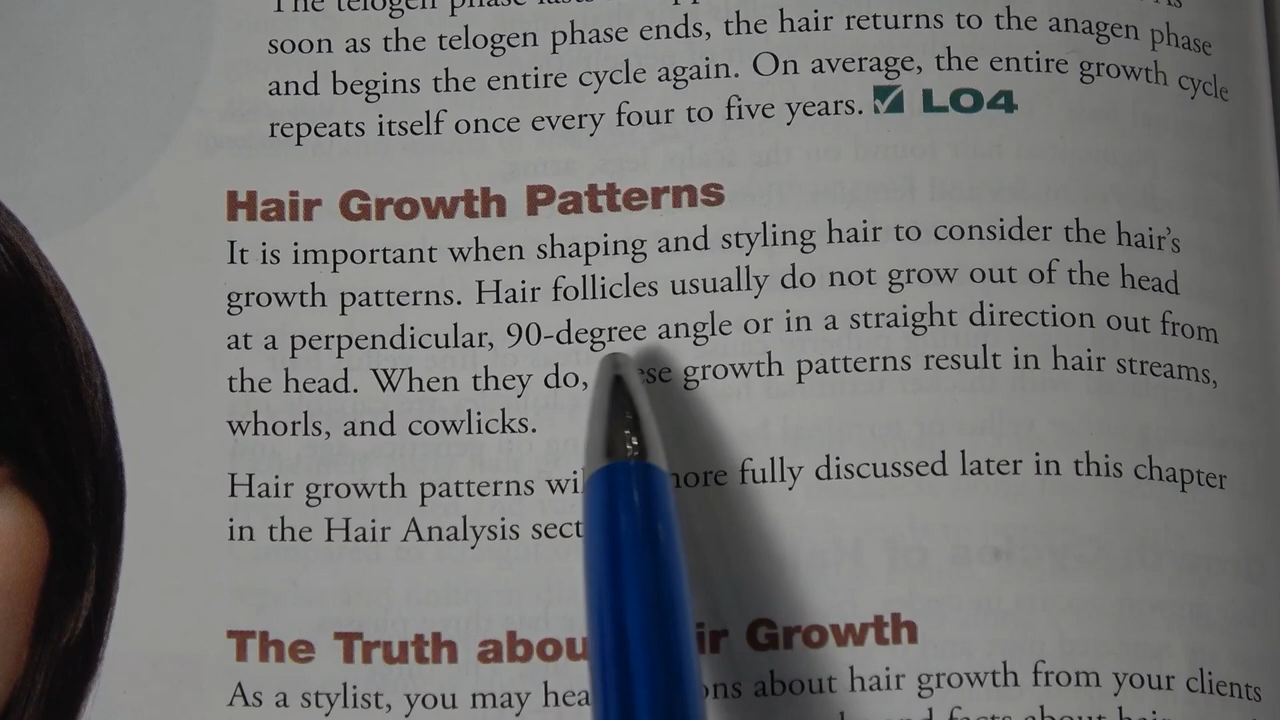 The telogen phase
soon as the telogen phase ends, the hair returns to the anagen phase
and begins the entire cycle again. On average, the entire growth cycle
repeats itself once every four to five years. LO4
Hair Growth Patterns
It is important when shaping and styling hair to consider the hair's
growth patterns. Hair follicles usually do not grow out of the head
at a perpendicular, 90-degree angle or in a straight direction out from
the head. When they do, growth patterns result in hair streams,
whorls, and cowlicks.
Hair growth patterns fully discussed later in this chapter
in the Hair Analysis
The Truth Growth
As a stylist, you may about hair growth from your clients
facts about